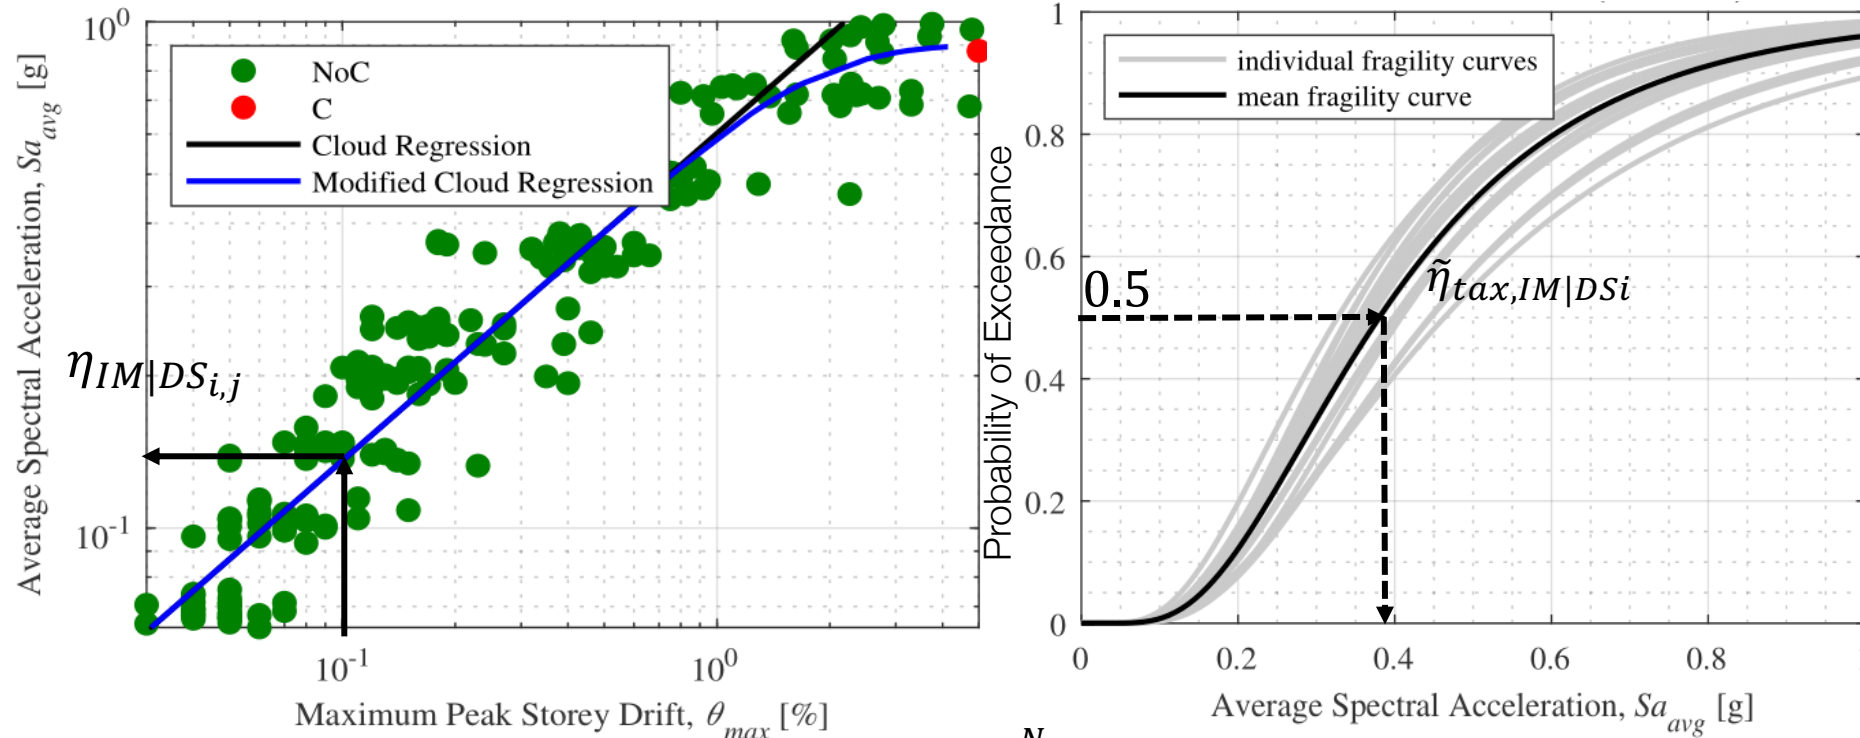 Average Spectral Acceleration, Sa_avg [g]
10^0
10^-1
NoC
C
Cloud Regression
Modified Cloud Regression
η_IM|DS_i,j
10^-1
10^0
Maximum Peak Storey Drift, θ_max [%]
Probability of Exceedance
1
0.8
0.6
0.4
0.2
0
individual fragility curves
mean fragility curve
0.5
η̃_tax,IM|DSi
0
0.2
0.4
0.6
0.8
Average Spectral Acceleration, Sa_avg [g]
N